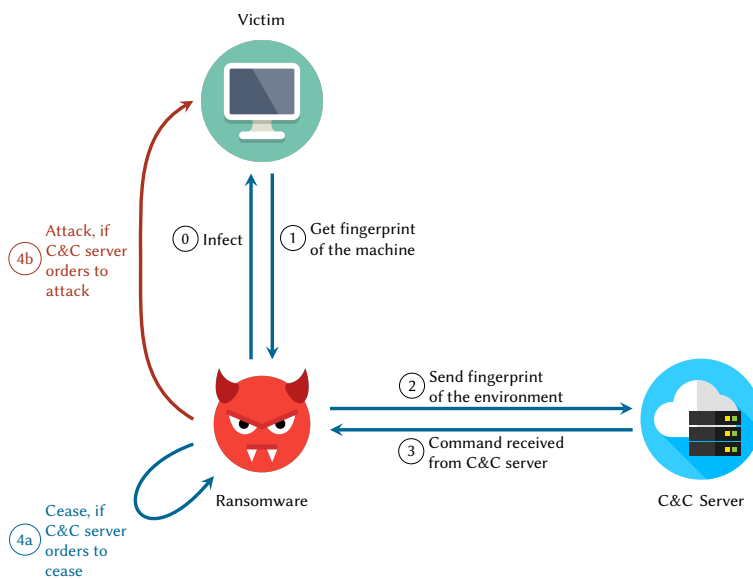 Victim
4b
Attack, if
C&C server
orders to
attack
0
Infect
1
Get fingerprint
of the machine
2
Send fingerprint
of the environment
3
Command received
from C&C server
Ransomware
C&C Server
4a
Cease, if
C&C server
orders to
cease